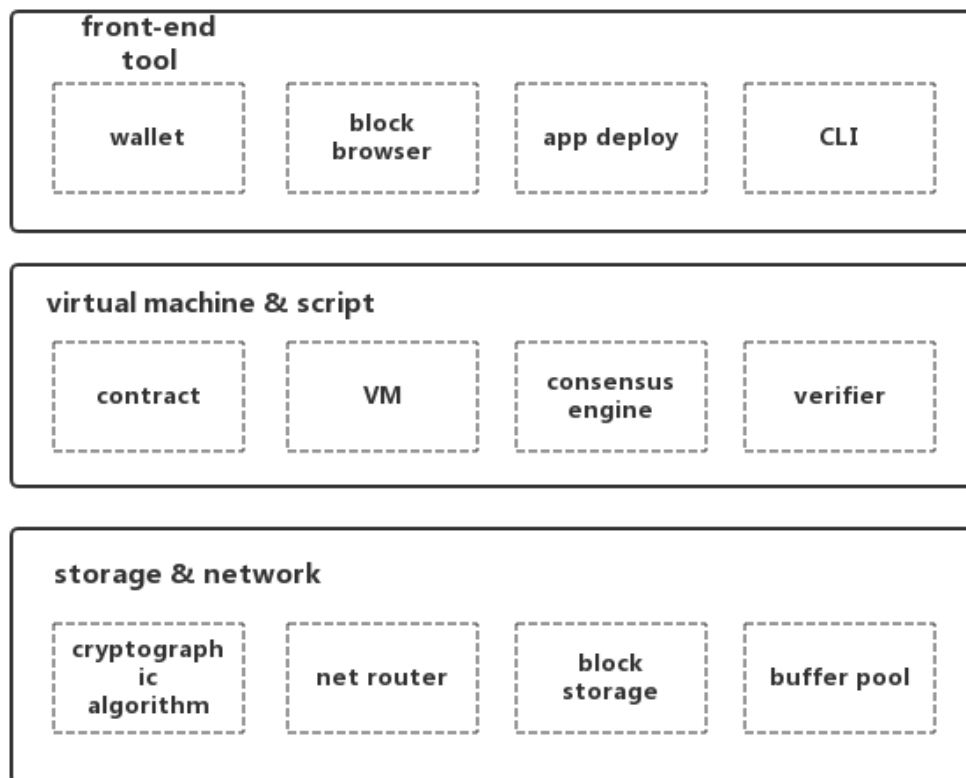 front-end
tool
wallet
block
browser
app deploy
CLI
virtual machine & script
contract
VM
consensus
engine
verifier
storage & network
cryptograph
ic
algorithm
net router
block
storage
buffer pool